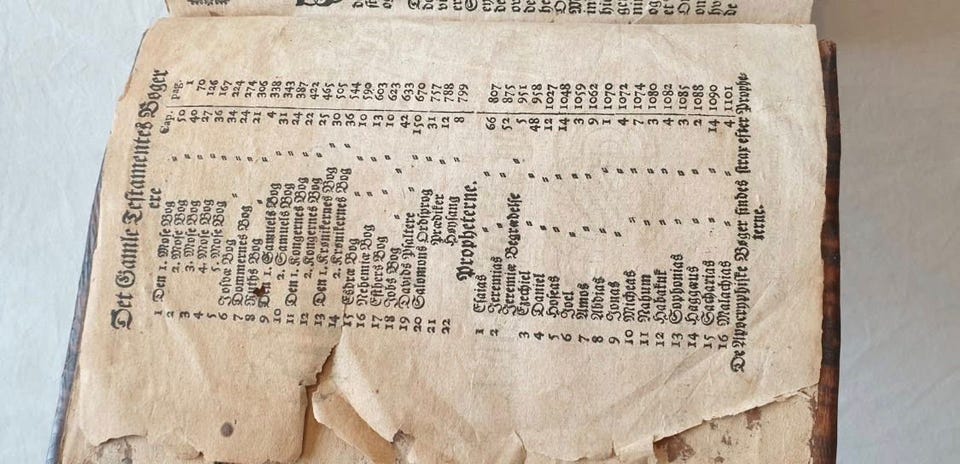 Det Gamle Testamentes Bøger
ere
Cap. pag.
1 Den 1. Mose Bog 50 1
2 2. Mose Bog " 40 70
3 3. Mose Bog " 27 126
4 4. Mose Bog " 36 167
5 5. Mose Bog " 34 224
6 Josvæ Bog " " 24 274
7 Dommernes Bog " 21 306
8 Ruths Bog " " 4 338
9 Den 1. Samuels Bog " 31 343
10 Den 2. Samuels Bog " 24 387
11 Den 1. Kongernes Bog " 22 422
12 Den 2. Kongernes Bog " 25 465
13 Den 1. Krønikernes Bog " 30 505
14 2. Krønikernes Bog " 36 544
15 Esdræ Bog " " 10 590
16 Nehemiæ Bog " " 13 603
17 Esthers Bog " " 10 623
18 Jobs Bog " " 42 633
19 Davids Psaltere " 150 670
20 Salomons Ordsprog " 31 757
21 Prædiker " 12 788
22 Høysang " 8 799
Propheterne.
1 Esaias " " 66 807
2 Jeremias " " 52 875
Jeremiæ Begrædelse " 5 951
3 Ezechiel " " 48 958
4 Daniel " " 12 1027
5 Hoseas " " 14 1048
6 Joel " " 3 1059
7 Amos " " 9 1062
8 Abdias " " 1 1070
9 Jonas " " 4 1072
10 Micheas " " 7 1074
11 Nahum " " 3 1080
12 Habakuk " " 3 1082
13 Sophonias " " 3 1085
14 Haggæus " " 2 1088
15 Sacharias " " 14 1090
16 Malachias " " 4 1101
De Apocryphiske Bøger findes strax efter Prophe
terne.